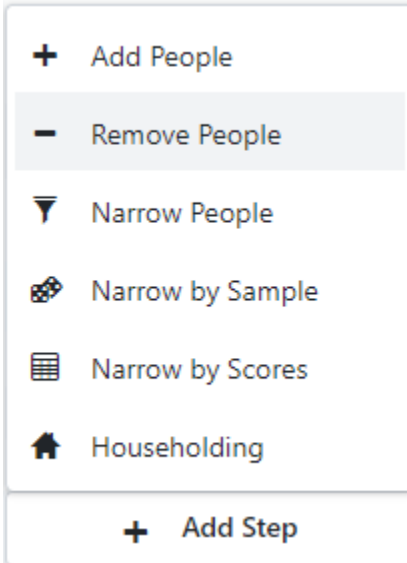 Add People
Remove People
Narrow People
Narrow by Sample
Narrow by Scores
Householding
Add Step